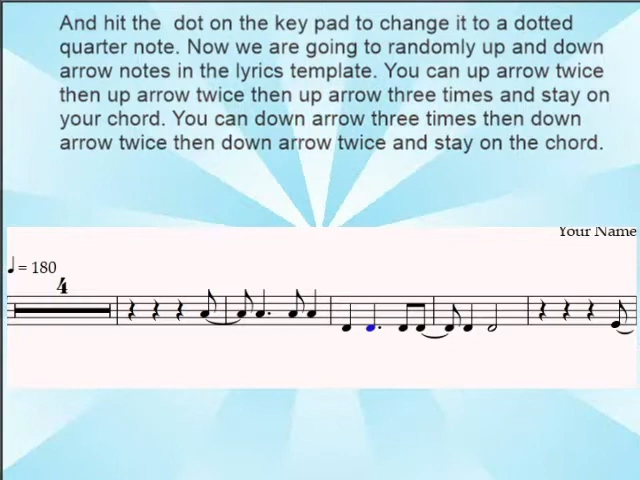 And hit the  dot on the key pad to change it to a dotted
quarter note. Now we are going to randomly up and down
arrow notes in the lyrics template. You can up arrow twice
then up arrow twice then up arrow three times and stay on
your chord. You can down arrow three times then down
arrow twice then down arrow twice and stay on the chord.
Your Name
♩ = 180
4